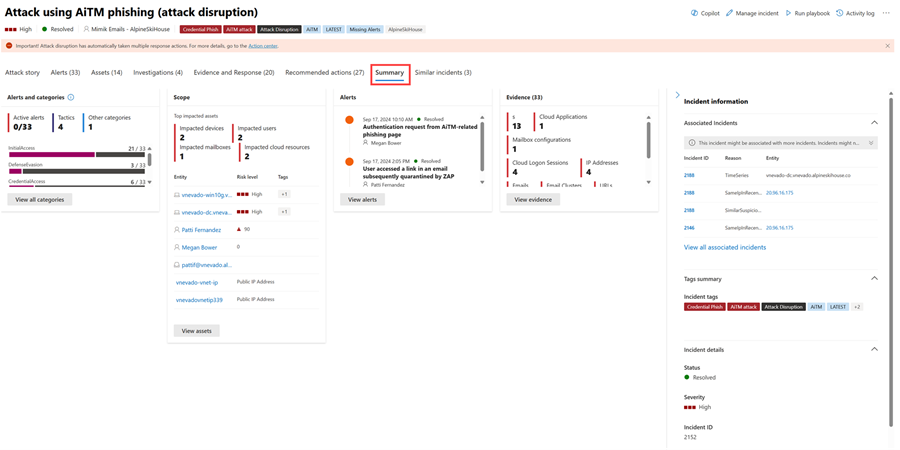 Attack using AiTM phishing (attack disruption)
Copilot
Manage incident
Run playbook
Activity log
High
Resolved
Mimik Emails - AlpineSkiHouse
Credential Phish
AiTM attack
Attack Disruption
AiTM
LATEST
Missing Alerts
AlpineSkiHouse
Important! Attack disruption has automatically taken multiple response actions. For more details, go to the Action center.
Attack story
Alerts (33)
Assets (14)
Investigations (4)
Evidence and Response (20)
Recommended actions (27)
Summary
Similar incidents (3)
Alerts and categories
Active alerts
0/33
Tactics
4
Other categories
1
InitialAccess
21 / 33
DefenseEvasion
3 / 33
CredentialAccess
6 / 33
View all categories
Scope
Top impacted assets
Impacted devices
2
Impacted users
2
Impacted mailboxes
1
Impacted cloud resources
2
Entity
Risk level
Tags
vnevado-win10g.v...
High
+1
vnevado-dc.vneva...
High
+1
Patti Fernandez
90
Megan Bower
0
pattif@vnevado.al...
vnevado-vnet-ip
Public IP Address
vnevadovnetip339
Public IP Address
View assets
Alerts
Sep 17, 2024 10:10 AM
Resolved
Authentication request from AiTM-related
phishing page
Megan Bower
Sep 17, 2024 2:05 PM
Resolved
User accessed a link in an email
subsequently quarantined by ZAP
Patti Fernandez
View alerts
Evidence (33)
s
13
Cloud Applications
1
Mailbox configurations
1
Cloud Logon Sessions
4
IP Addresses
4
Emails
Email Clusters
URLs
View evidence
Incident information
Associated Incidents
This incident might be associated with more incidents. Incidents might n...
Incident ID
Reason
Entity
2188
TimeSeries
vnevado-dc.vnevado.alpineskihouse.co
2188
SameIpInRecen...
20.96.16.175
2188
SimilarSuspicio...
2146
SameIpInRecen...
20.96.16.175
View all associated incidents
Tags summary
Incident tags
Credential Phish
AiTM attack
Attack Disruption
AiTM
LATEST
+2
Incident details
Status
Resolved
Severity
High
Incident ID
2152